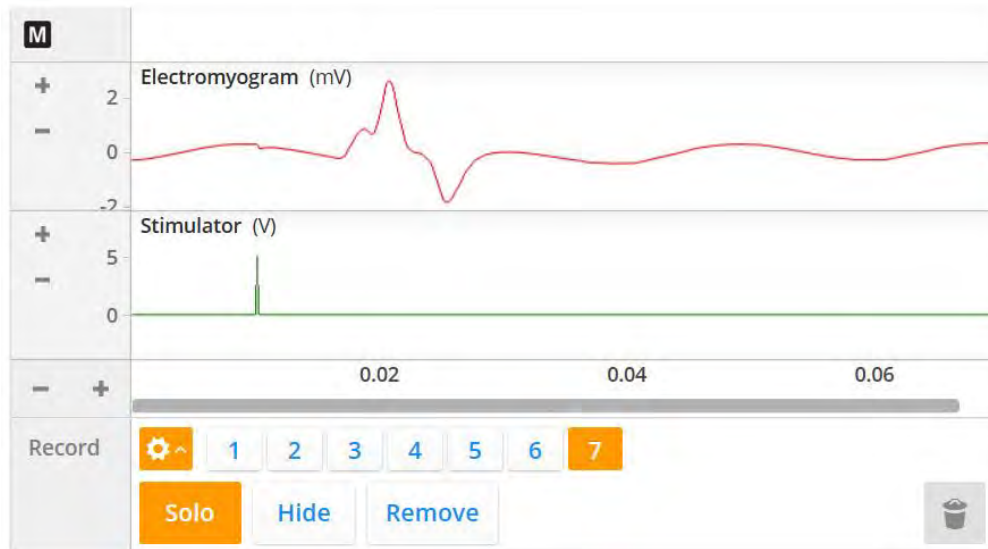 M
Electromyogram (mV)
+
2
−
0
-2
Stimulator (V)
+
5
−
0
− +
0.02 0.04 0.06
Record 1 2 3 4 5 6 7
Solo Hide Remove